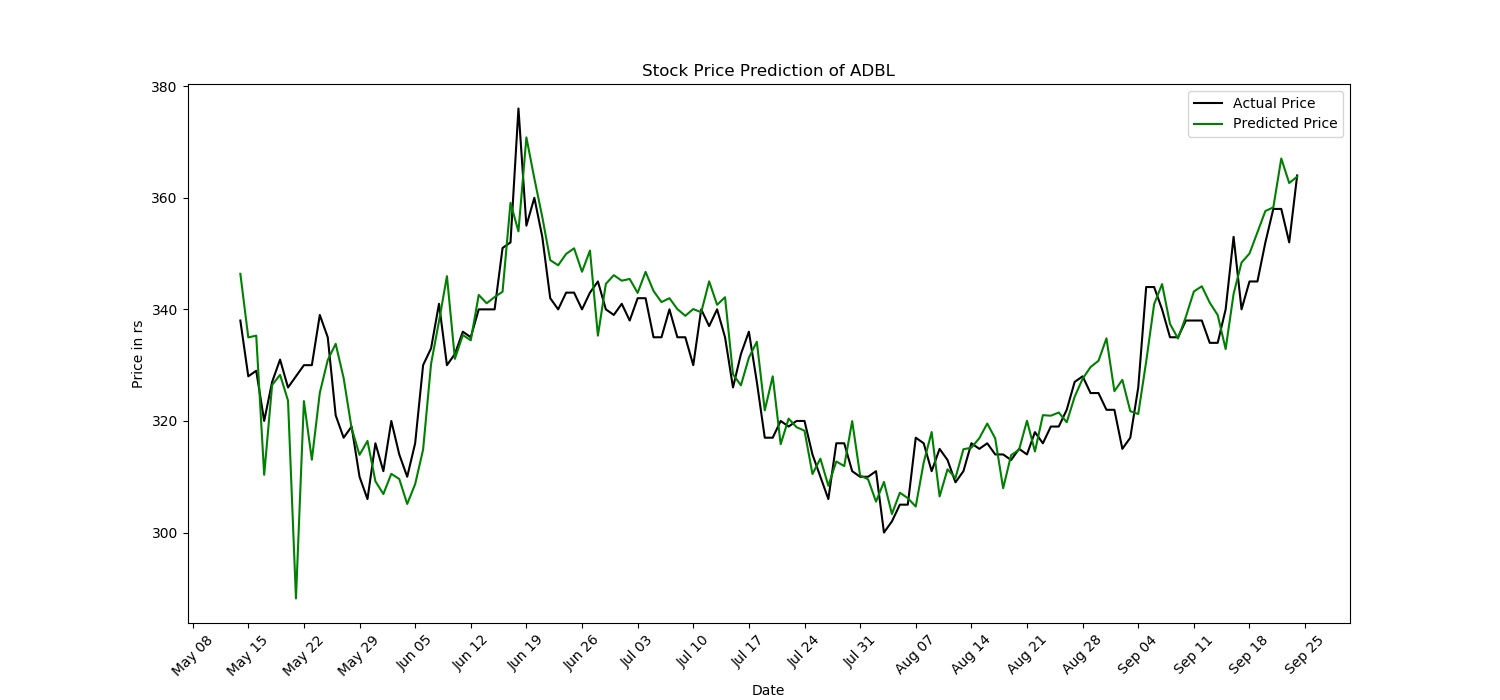 Stock Price Prediction of ADBL
Actual Price
Predicted Price
Price in rs
380
360
340
320
300
May 08
May 15
May 22
May 29
Jun 05
Jun 12
Jun 19
Jun 26
Jul 03
Jul 10
Jul 17
Jul 24
Jul 31
Aug 07
Aug 14
Aug 21
Aug 28
Sep 04
Sep 11
Sep 18
Sep 25
Date